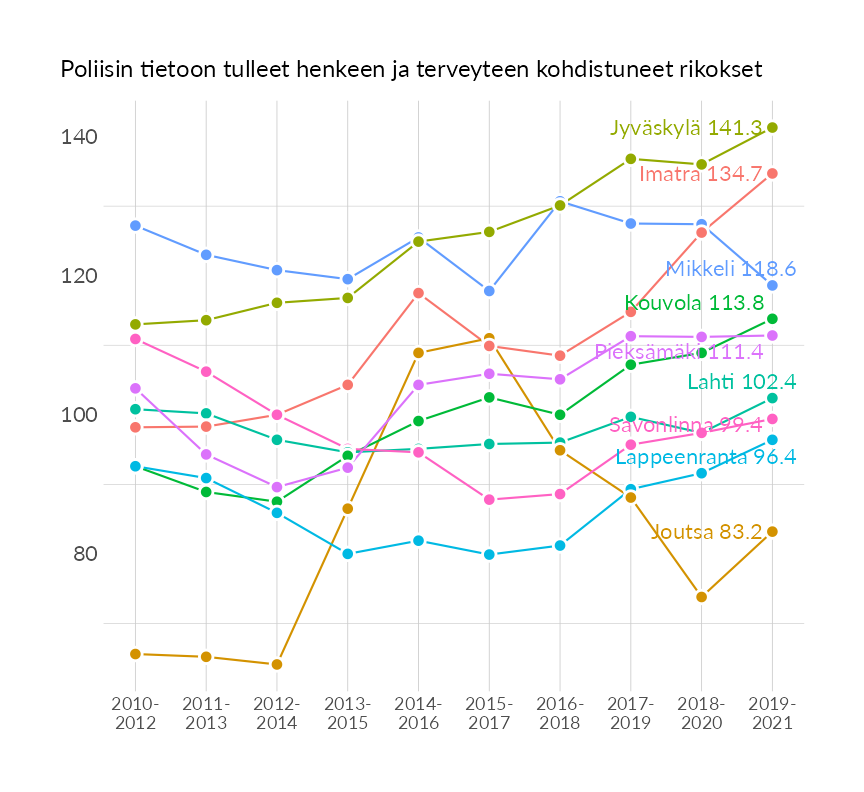 Poliisin tietoon tulleet henkeen ja terveyteen kohdistuneet rikokset
140
Jyväskylä 141.3
Imatra 134.7
120
Mikkeli 118.6
Kouvola 113.8
Pieksämäki 111.4
Lahti 102.4
100
Savonlinna 99.4
Lappeenranta 96.4
80
Joutsa 83.2
2010- 2011- 2012- 2013- 2014- 2015- 2016- 2017- 2018- 2019-
2012 2013 2014 2015 2016 2017 2018 2019 2020 2021